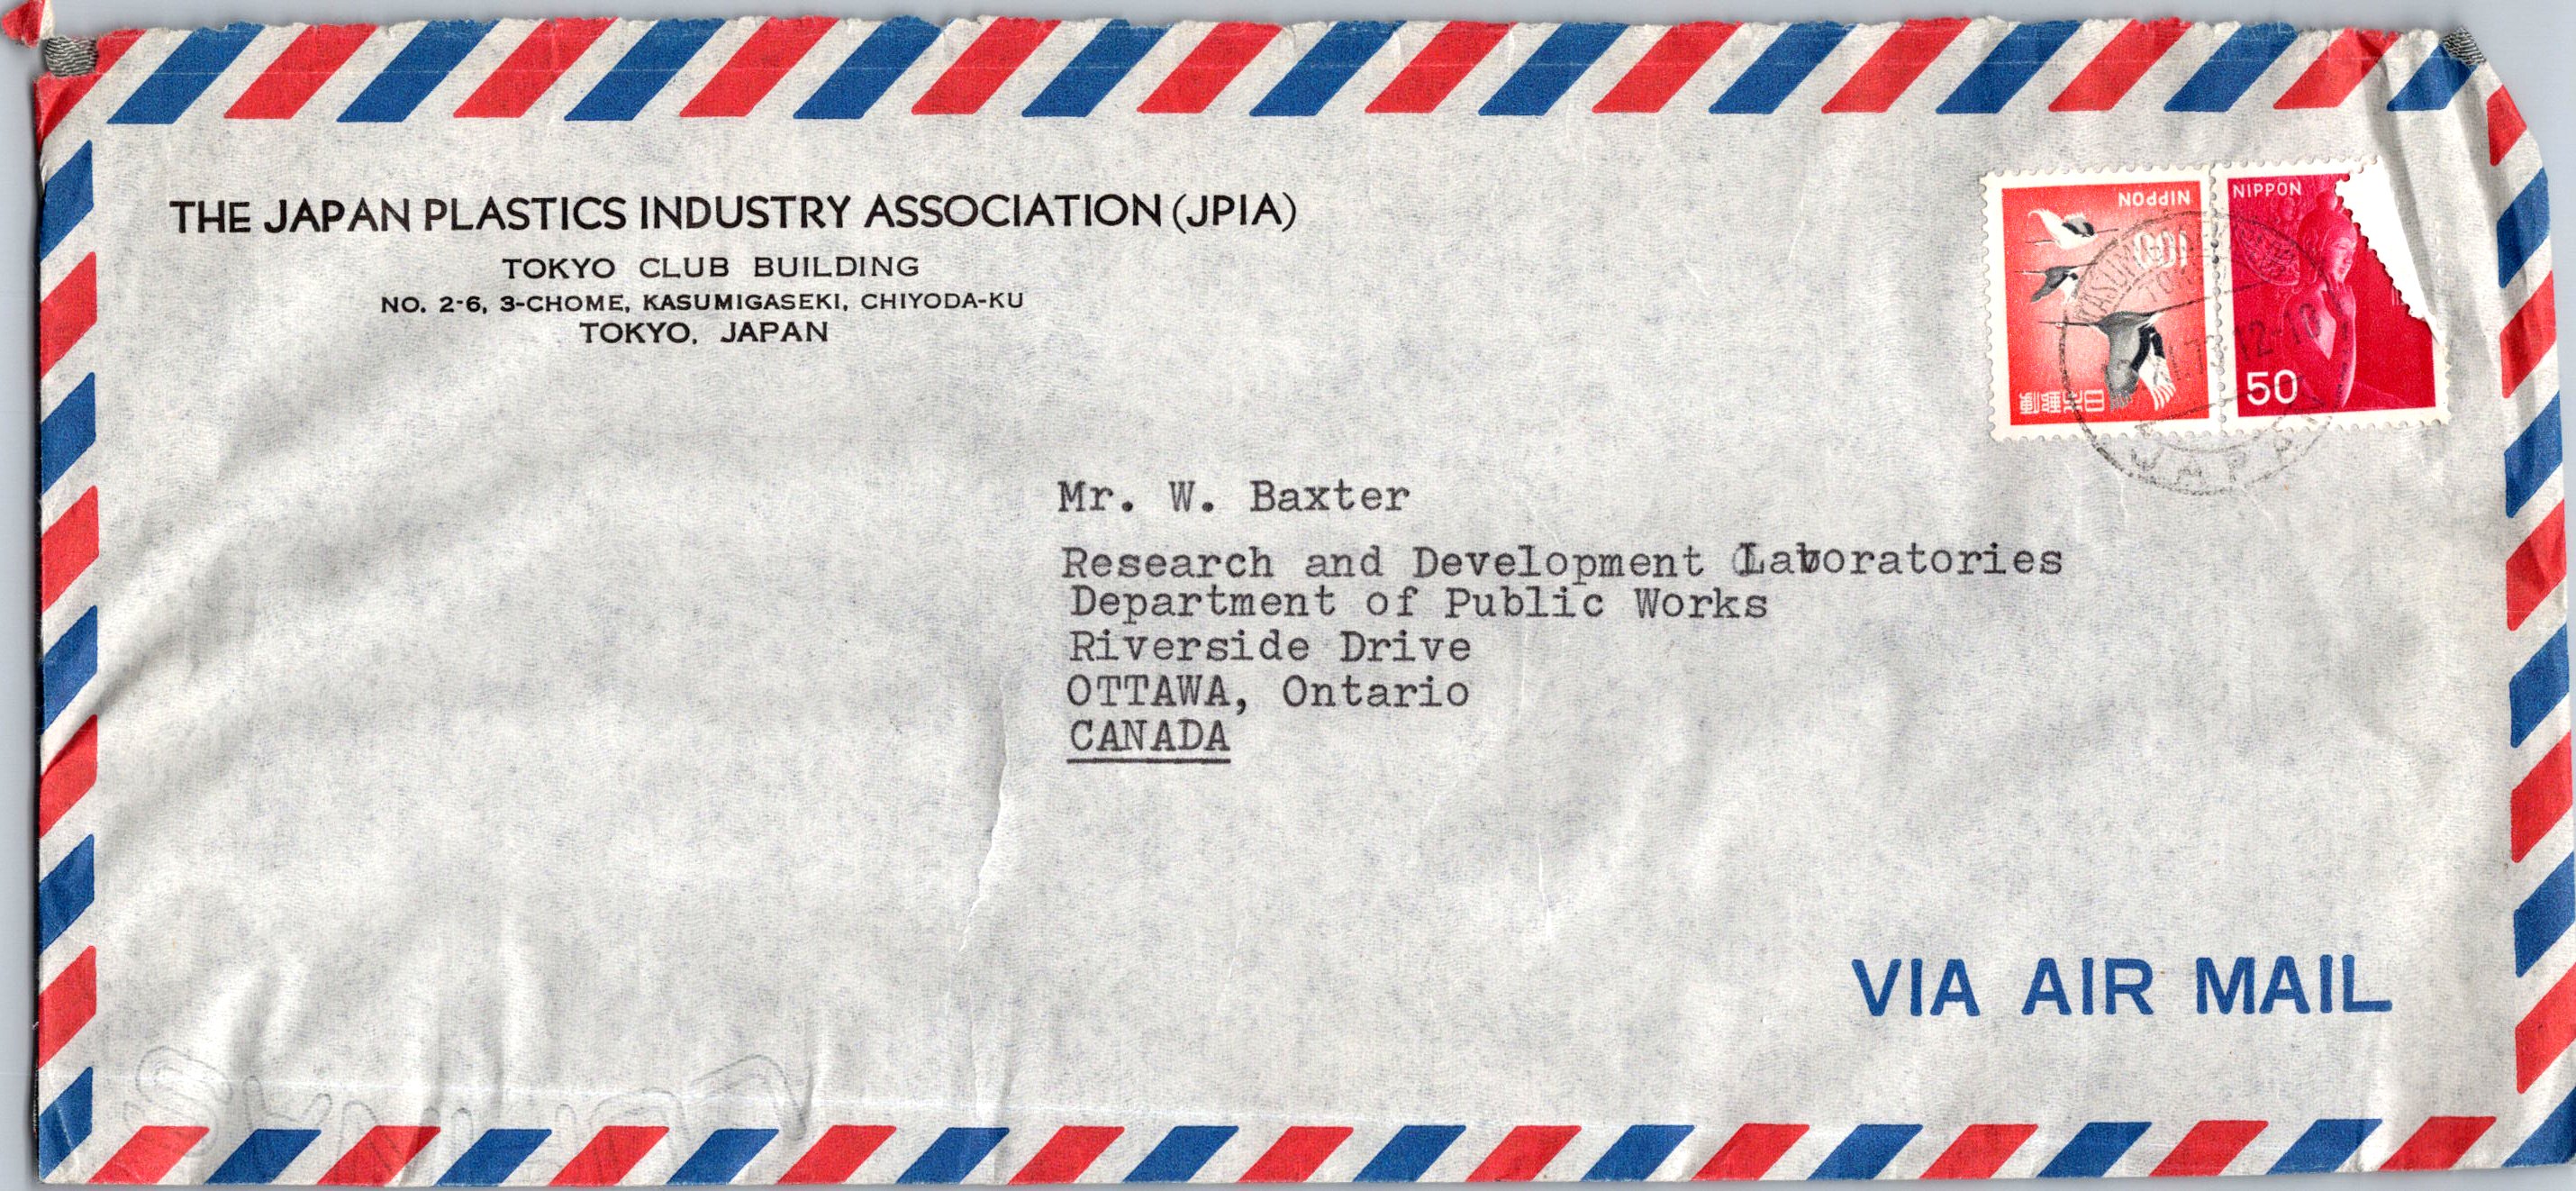 THE JAPAN PLASTICS INDUSTRY ASSOCIATION (JPIA)
TOKYO CLUB BUILDING
NO. 2-6, 3-CHOME, KASUMIGASEKI, CHIYODA-KU
TOKYO, JAPAN
NIPPON
100
日本郵便
NIPPON
50
JAPAN
Mr. W. Baxter
Research and Development Laboratories
Department of Public Works
Riverside Drive
OTTAWA, Ontario
CANADA
VIA AIR MAIL